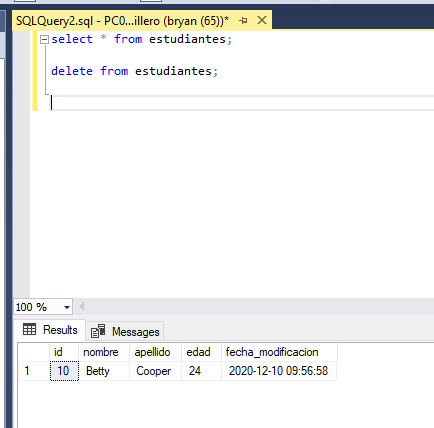 SQLQuery2.sql - PC0...illero (bryan (65))*
select * from estudiantes;
delete from estudiantes;
100 %
Results Messages
id nombre apellido edad fecha_modificacion
1 10 Betty Cooper 24 2020-12-10 09:56:58